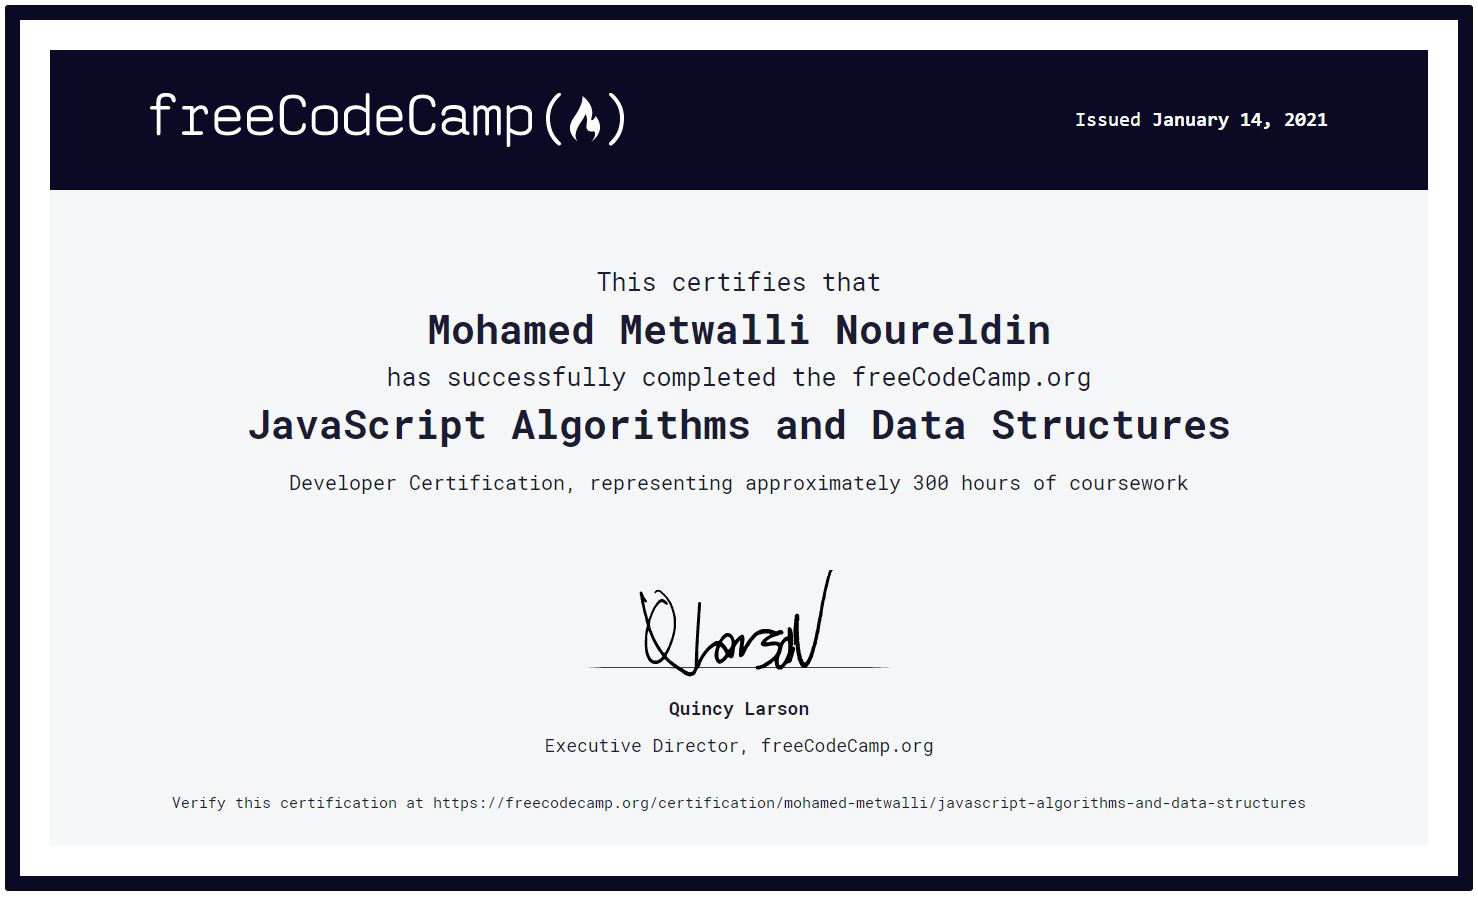 freeCodeCamp(🔥)
Issued January 14, 2021
This certifies that
Mohamed Metwalli Noureldin
has successfully completed the freeCodeCamp.org
JavaScript Algorithms and Data Structures
Developer Certification, representing approximately 300 hours of coursework
Q Larson
Quincy Larson
Executive Director, freeCodeCamp.org
Verify this certification at https://freecodecamp.org/certification/mohamed-metwalli/javascript-algorithms-and-data-structures